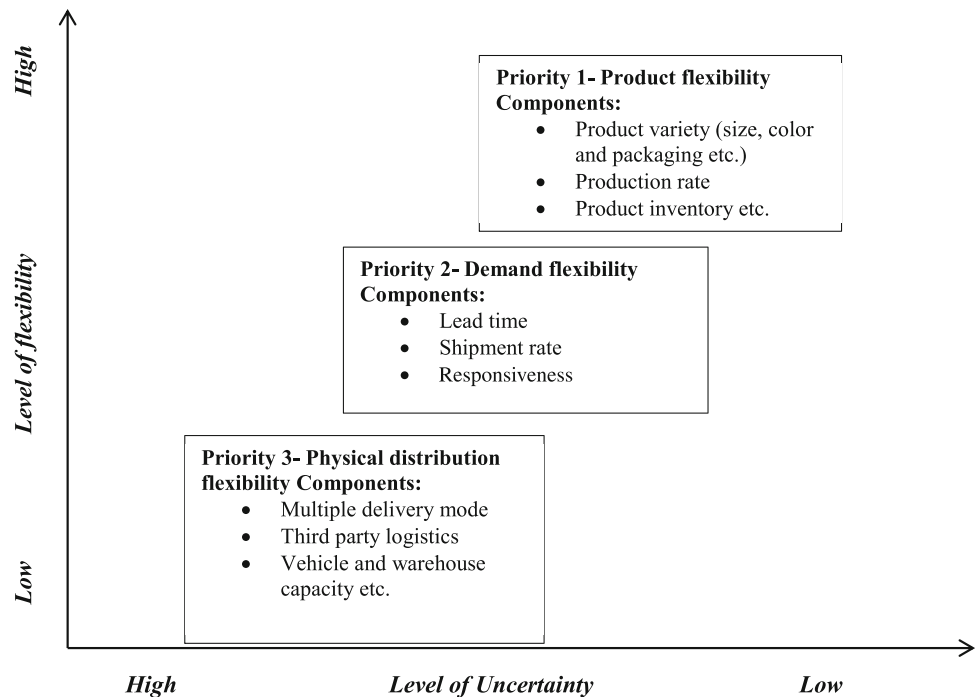 High
Level of flexibility
Low
Priority 1- Product flexibility
Components:
• Product variety (size, color
and packaging etc.)
• Production rate
• Product inventory etc.
Priority 2- Demand flexibility
Components:
• Lead time
• Shipment rate
• Responsiveness
Priority 3- Physical distribution
flexibility Components:
• Multiple delivery mode
• Third party logistics
• Vehicle and warehouse
capacity etc.
High
Level of Uncertainty
Low